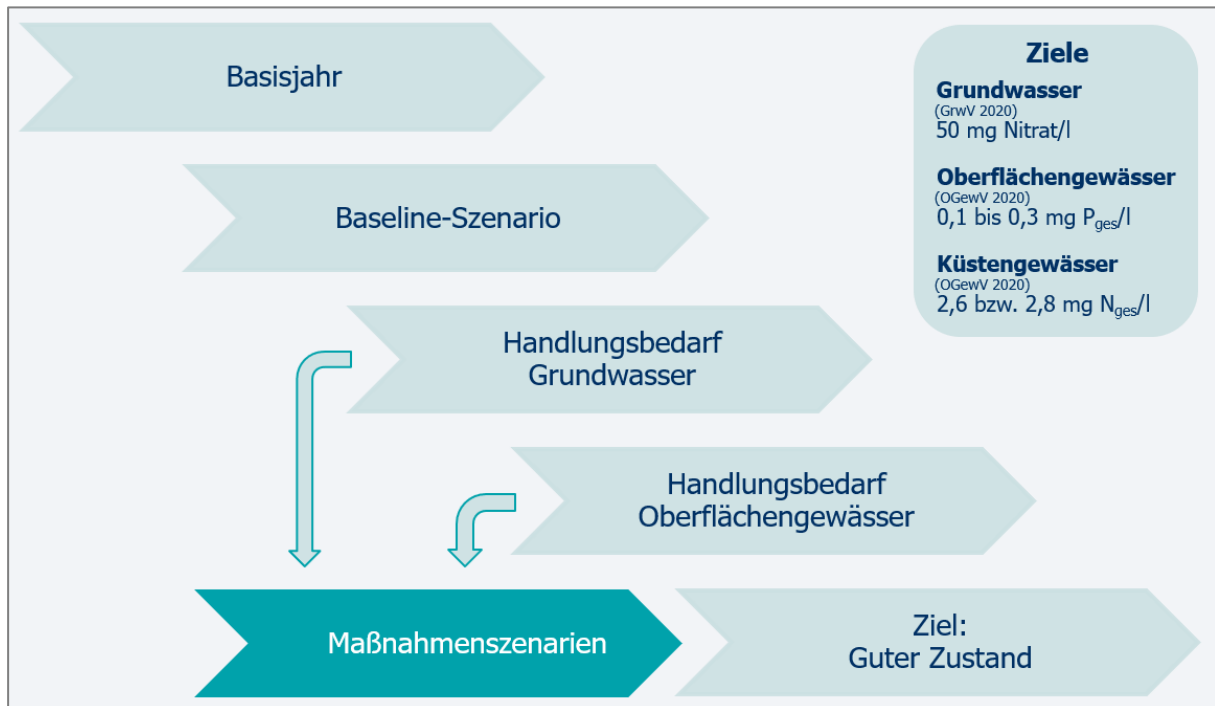 Basisjahr
Baseline-Szenario
Handlungsbedarf
Grundwasser
Handlungsbedarf
Oberflächengewässer
Maßnahmenszenarien
Ziel:
Guter Zustand
Ziele
Grundwasser
(GrwV 2020)
50 mg Nitrat/l
Oberflächengewässer
(OGewV 2020)
0,1 bis 0,3 mg Pges/l
Küstengewässer
(OGewV 2020)
2,6 bzw. 2,8 mg Nges/l